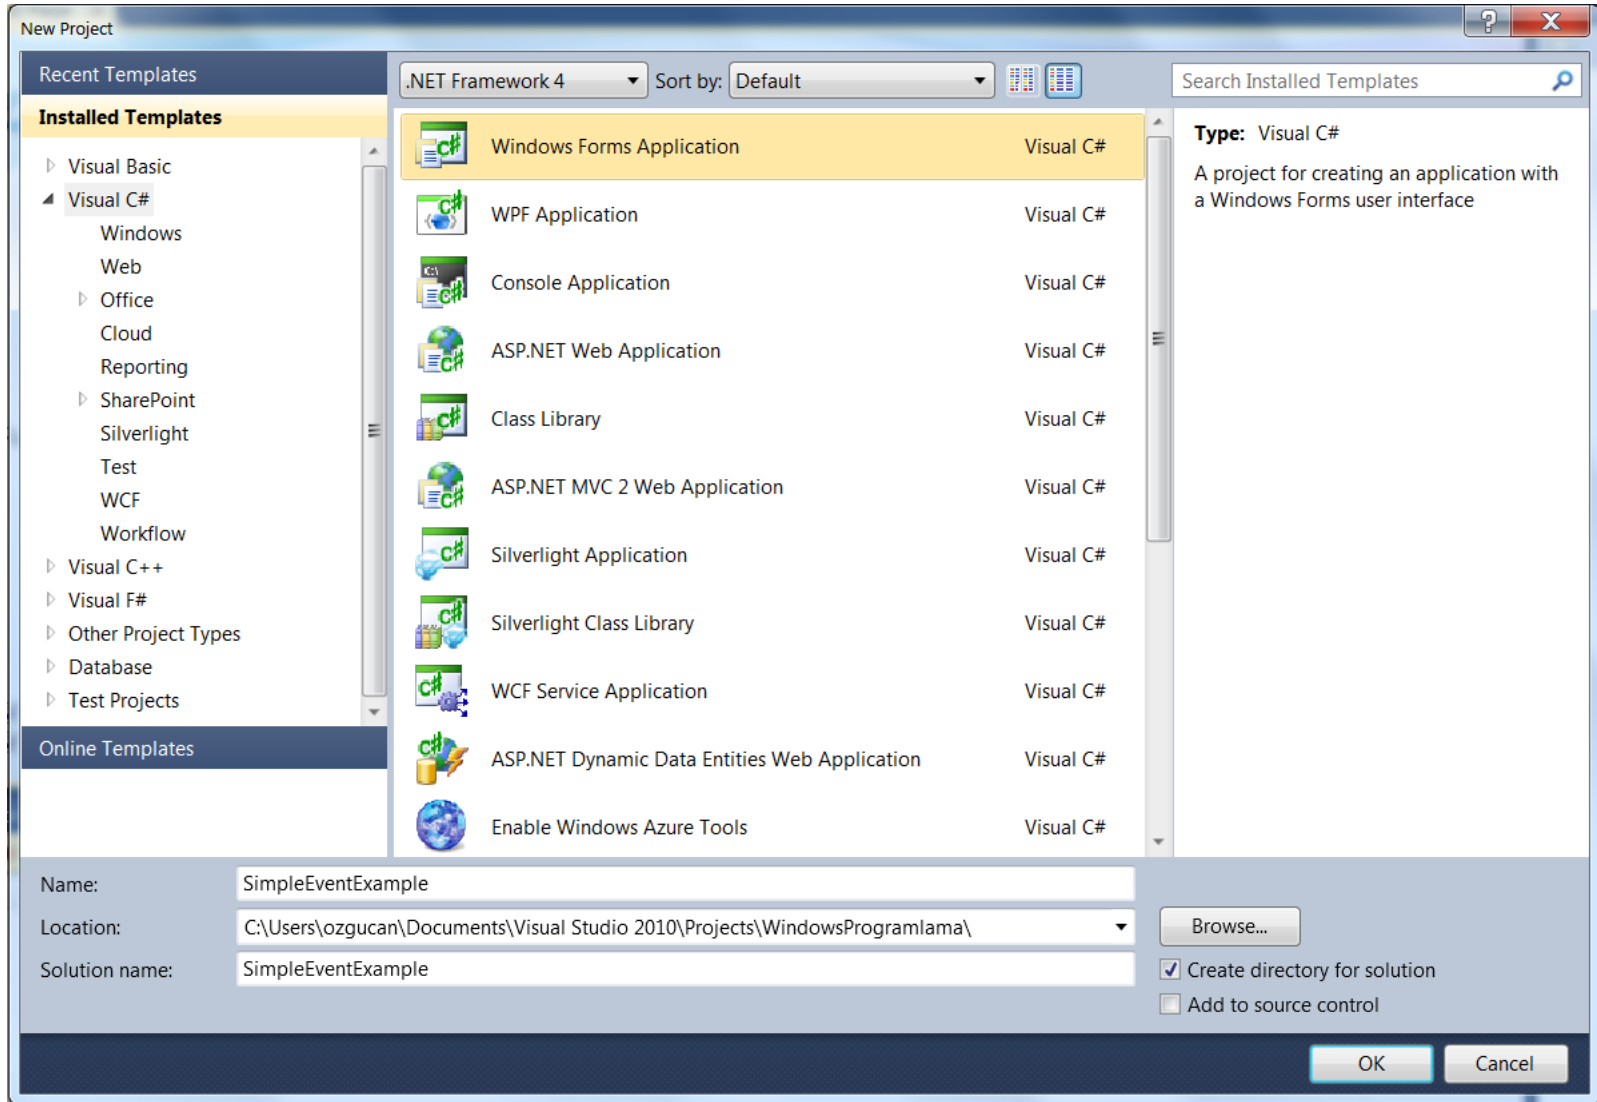 New Project
Recent Templates
.NET Framework 4
Sort by:
Default
Search Installed Templates
Installed Templates
Visual Basic
Visual C#
Windows
Web
Office
Cloud
Reporting
SharePoint
Silverlight
Test
WCF
Workflow
Visual C++
Visual F#
Other Project Types
Database
Test Projects
Online Templates
Windows Forms Application Visual C#
WPF Application Visual C#
Console Application Visual C#
ASP.NET Web Application Visual C#
Class Library Visual C#
ASP.NET MVC 2 Web Application Visual C#
Silverlight Application Visual C#
Silverlight Class Library Visual C#
WCF Service Application Visual C#
ASP.NET Dynamic Data Entities Web Application Visual C#
Enable Windows Azure Tools Visual C#
Type: Visual C#
A project for creating an application with
a Windows Forms user interface
Name: SimpleEventExample
Location: C:\Users\ozgucan\Documents\Visual Studio 2010\Projects\WindowsProgramlama\
Browse...
Solution name: SimpleEventExample
Create directory for solution
Add to source control
OK
Cancel